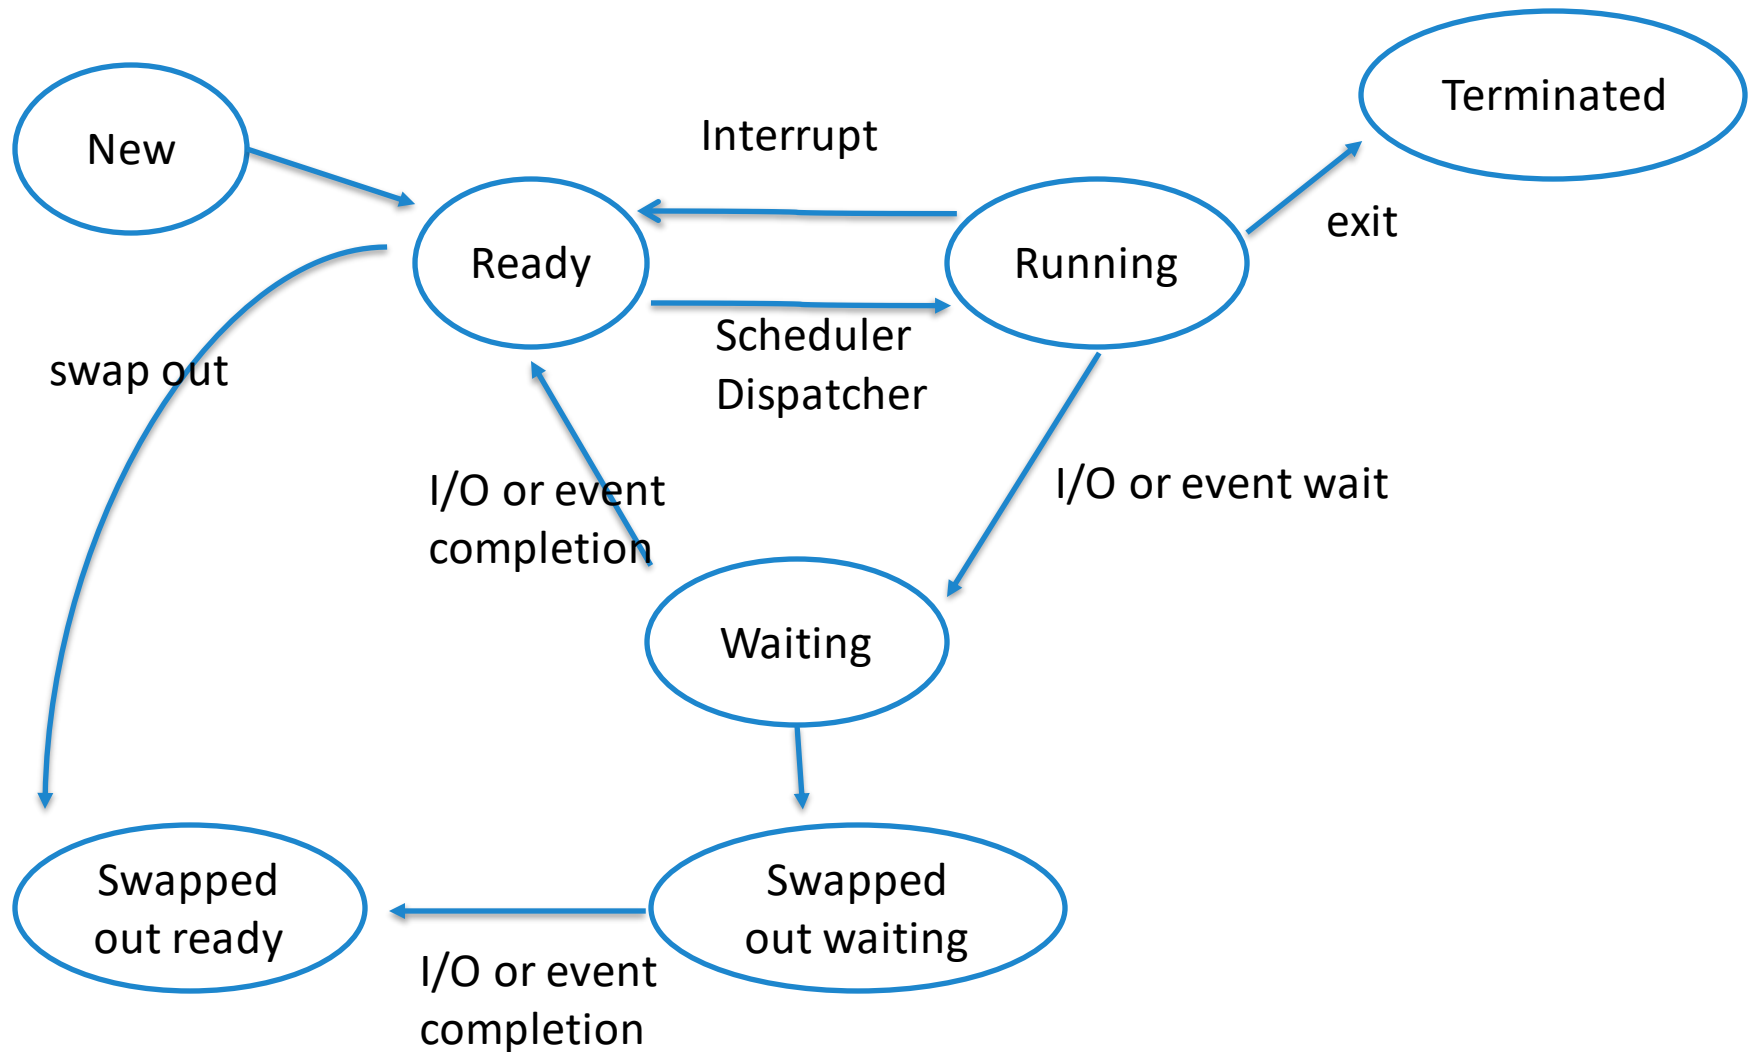 Terminated
New
Interrupt
exit
Ready
Running
Scheduler
Dispatcher
swap out
I/O or event
completion
I/O or event wait
Waiting
Swapped
out ready
Swapped
out waiting
I/O or event
completion